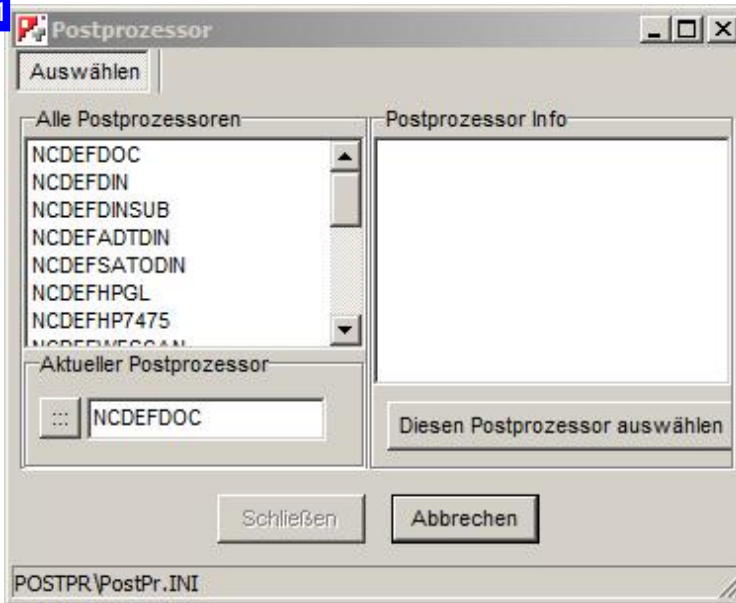 1
Postprozessor
Auswählen
Alle Postprozessoren
NCDEFDOC
NCDEFDIN
NCDEFDINSUB
NCDEFADTDIN
NCDEFSATODIN
NCDEFHPGL
NCDEFHP7475
Aktueller Postprozessor
::: NCDEFDOC
Postprozessor Info
Diesen Postprozessor auswählen
Schließen
Abbrechen
POSTPR\PostPr.INI